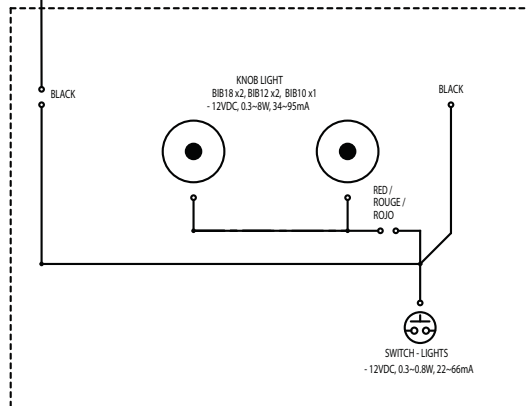 KNOB LIGHT
BIB18 x2, BIB12 x2, BIB10 x1
- 12VDC, 0.3~8W, 34~95mA
BLACK
BLACK
RED /
ROUGE /
ROJO
SWITCH - LIGHTS
- 12VDC, 0.3~0.8W, 22~66mA